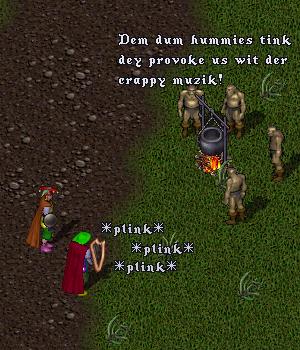 Dem dum hummies tink
dey provoke us wit der
crappy muzik!
*plink*
*plink*
*plink*